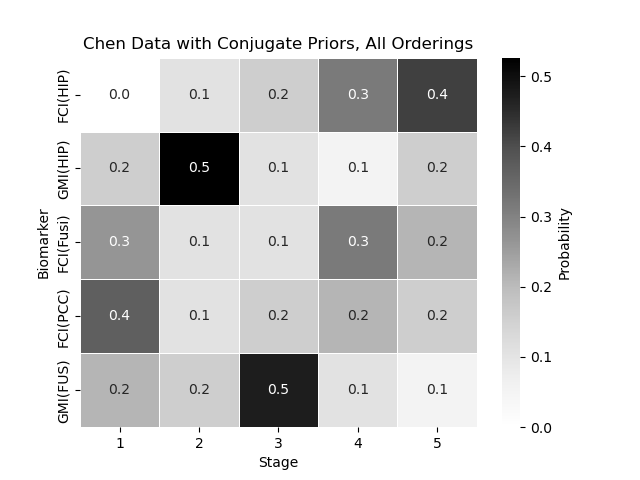 Chen Data with Conjugate Priors, All Orderings
Biomarker
FCI(HIP) 0.0 0.1 0.2 0.3 0.4
GMI(HIP) 0.2 0.5 0.1 0.1 0.2
FCI(Fusi) 0.3 0.1 0.1 0.3 0.2
FCI(PCC) 0.4 0.1 0.2 0.2 0.2
GMI(FUS) 0.2 0.2 0.5 0.1 0.1
1 2 3 4 5
Stage
0.5
0.4
0.3
0.2
0.1
0.0
Probability